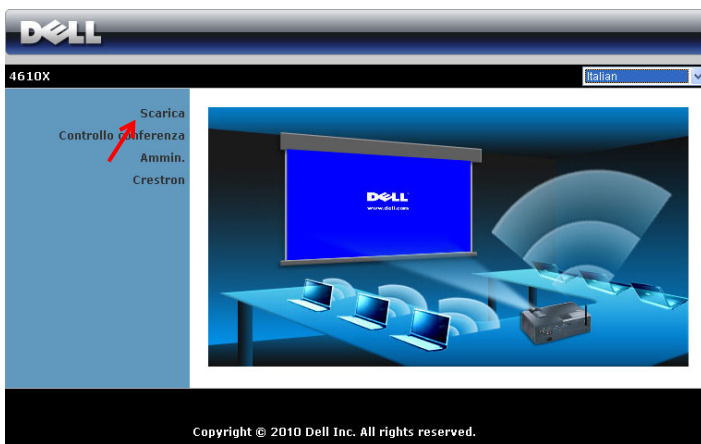 DELL
4610X
Italian
Scarica
Controllo conferenza
Ammin.
Crestron
DELL
www.dell.com
Copyright © 2010 Dell Inc. All rights reserved.